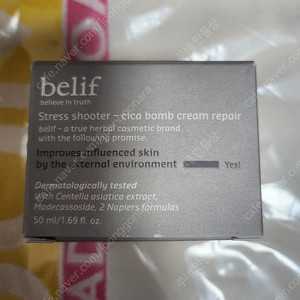 belif
believe in truth
Stress shooter – cica bomb cream repair
belif – a true herbal cosmetic brand
with the following promise.
Improves influenced skin
by the external environment
Yes!
Dermatologically tested
With Centella asiatica extract,
Madecassoside, 2 Napiers formulas
50 ml/1.69 fl. oz.